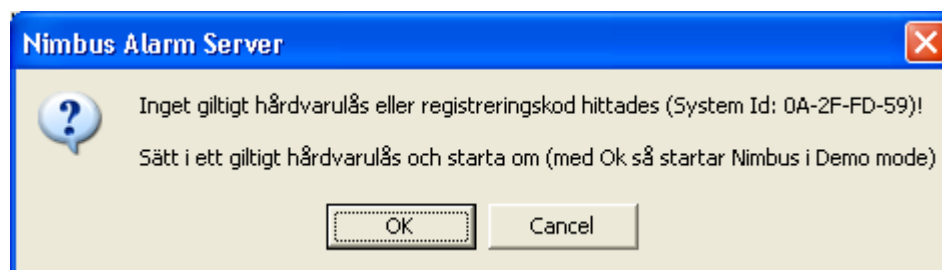 Nimbus Alarm Server
Inget giltigt hårdvarulås eller registreringskod hittades (System Id: 0A-2F-FD-59)!
Sätt i ett giltigt hårdvarulås och starta om (med Ok så startar Nimbus i Demo mode)
OK
Cancel